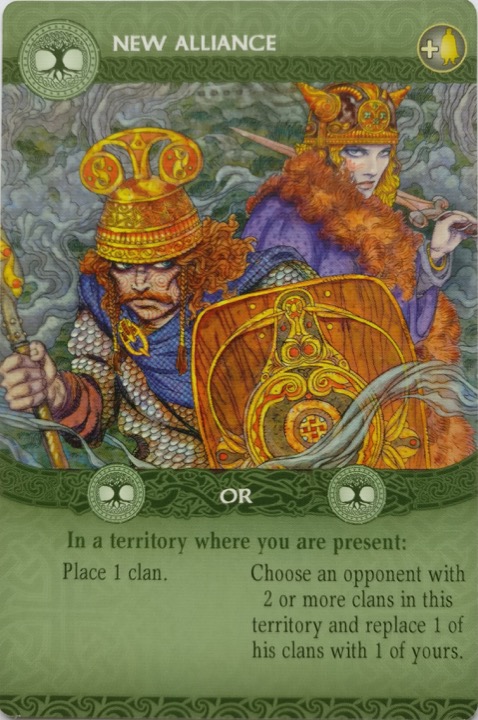 NEW ALLIANCE
+
OR
In a territory where you are present:
Place 1 clan.
Choose an opponent with
2 or more clans in this
territory and replace 1 of
his clans with 1 of yours.